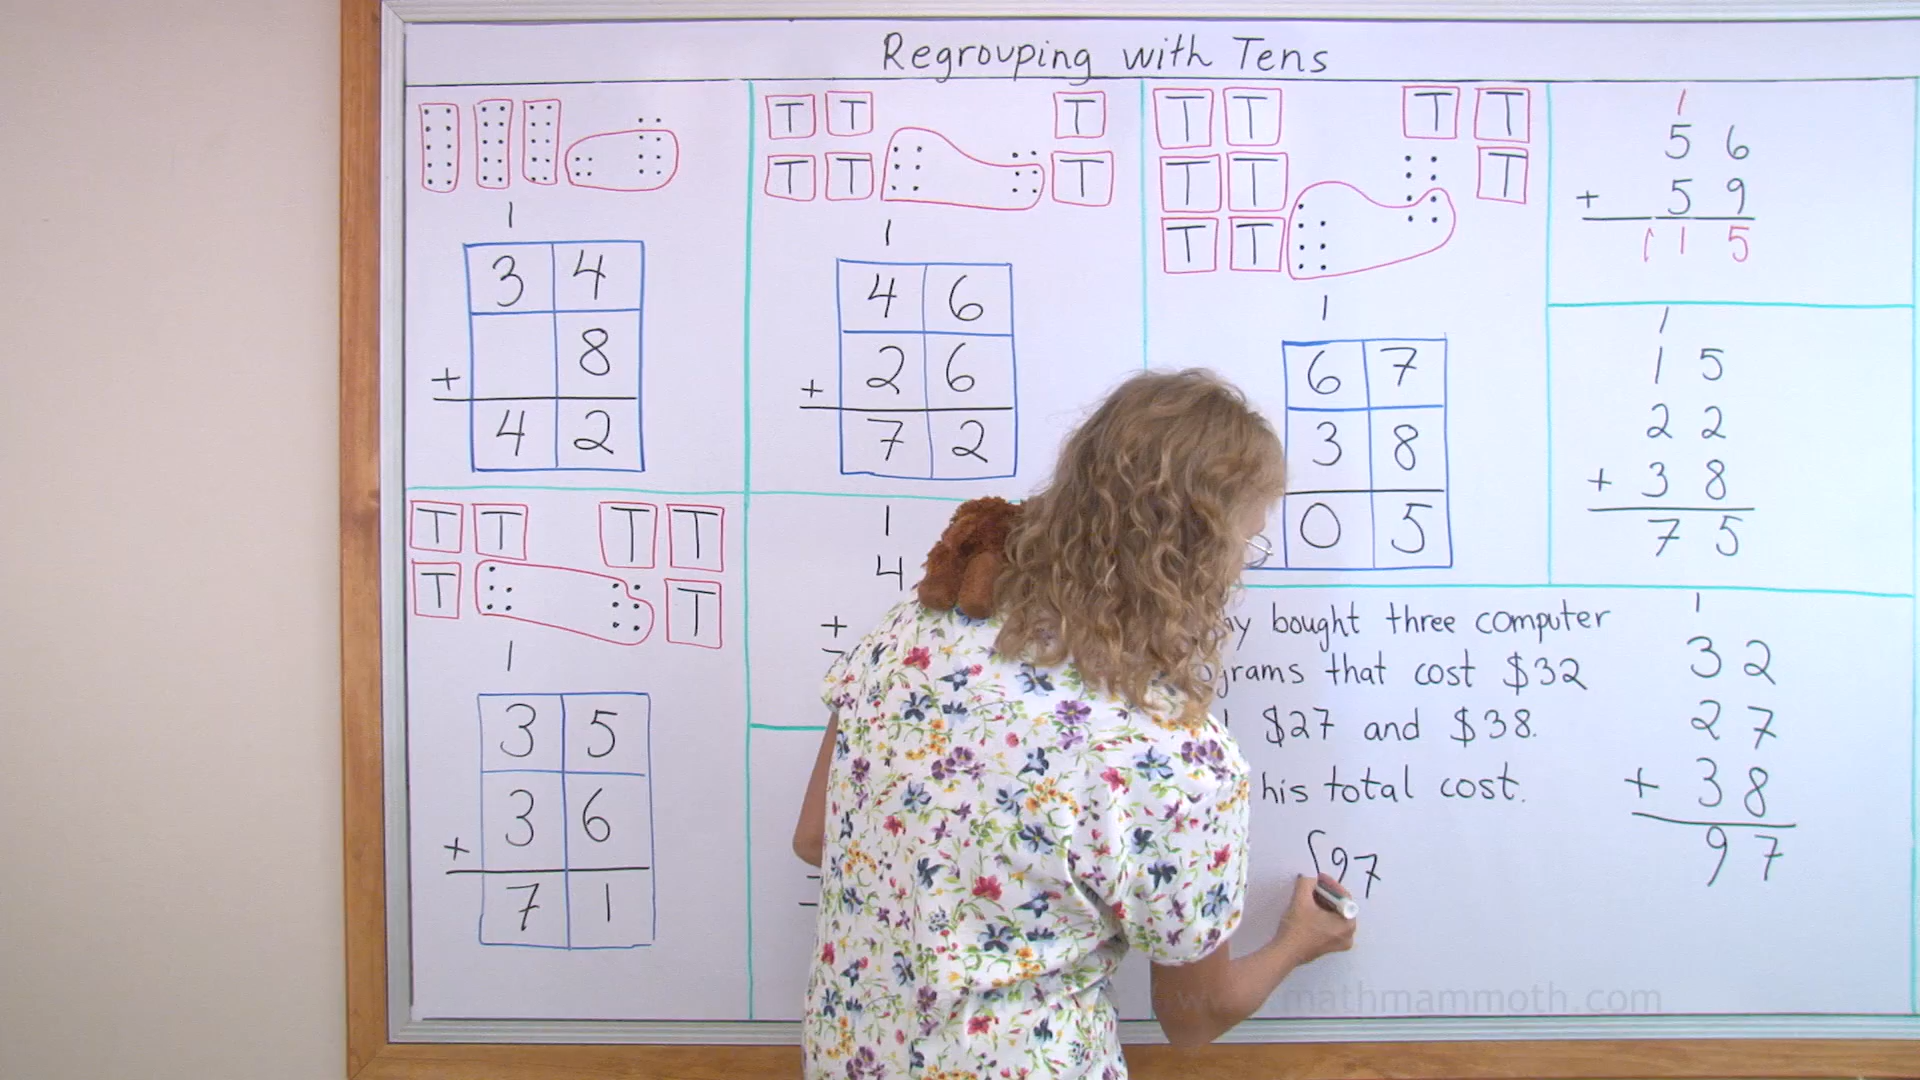 Regrouping with Tens
T T T
T T T
1
3 4
8
+
4 2
1
4 6
2 6
+
7 2
T T T T
T T T
T T
1
6 7
3 8
0 5
1
5 6
+ 5 9
1 1 5
1
1 5
2 2
+ 3 8
7 5
T T T T
T T
1
3 5
3 6
+
7 1
1
4
+
bought three computer
that cost $32
$27 and $38.
his total cost.
97
1
3 2
2 7
+ 3 8
9 7
www.mathmammoth.com